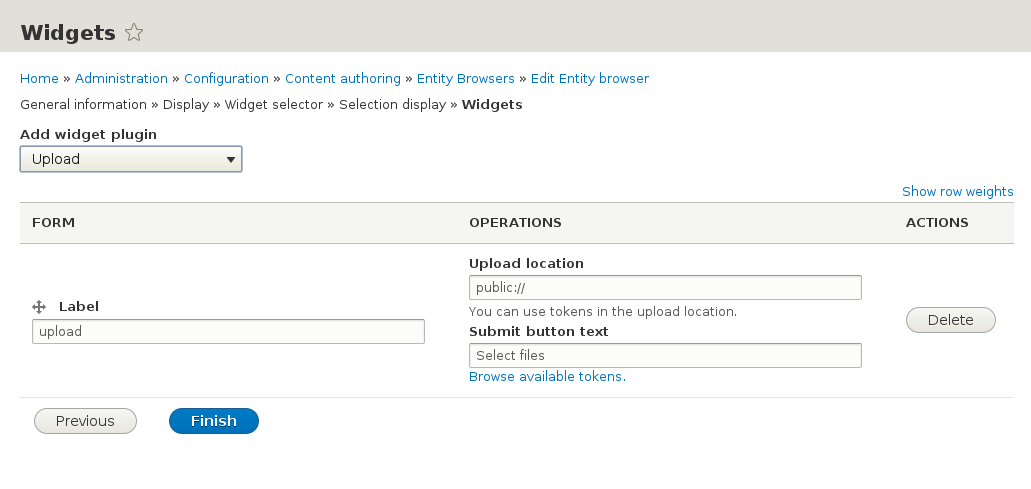 Widgets
Home » Administration » Configuration » Content authoring » Entity Browsers » Edit Entity browser
General information » Display » Widget selector » Selection display » Widgets
Add widget plugin
Upload
Show row weights
FORM OPERATIONS ACTIONS
Label
upload
Upload location
public://
You can use tokens in the upload location.
Submit button text
Select files
Browse available tokens.
Delete
Previous Finish